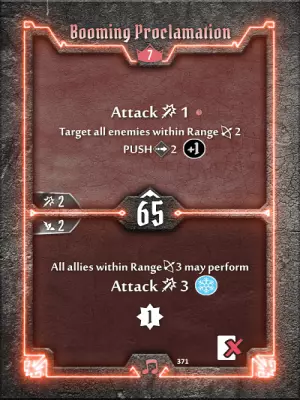 Booming Proclamation
7
Attack 1
Target all enemies within Range 2
PUSH 2 +1
2
65
2
All allies within Range 3 may perform
Attack 3
1
371